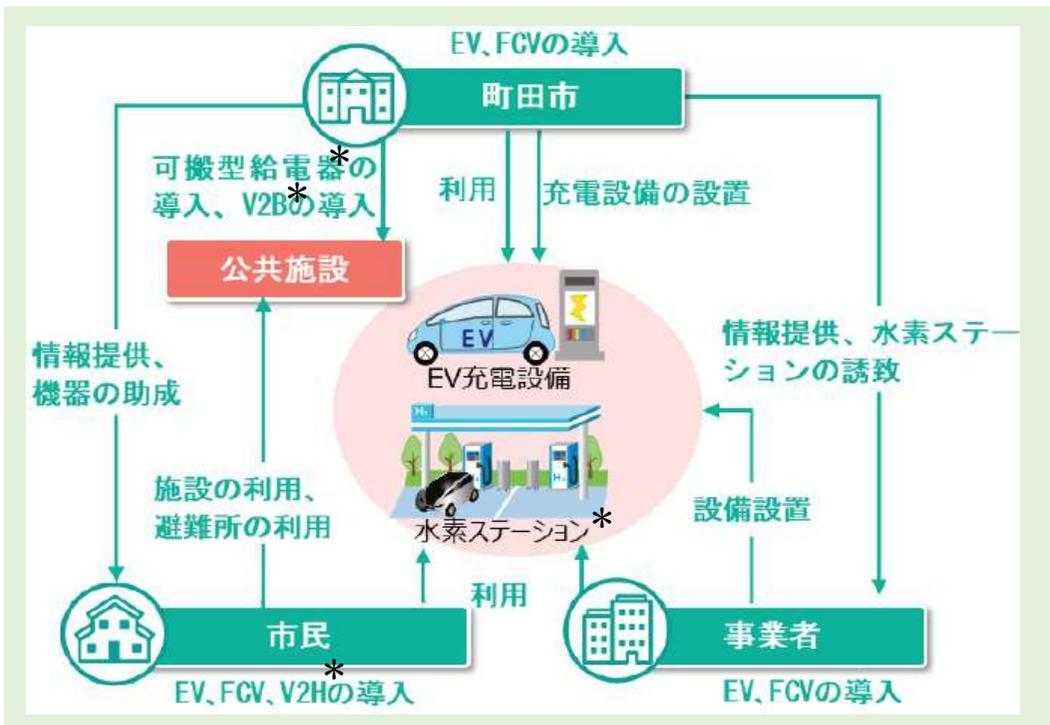 EV、FCVの導入
町田市
可搬型給電器*の
導入、V2B*の導入
利用
充電設備の設置
公共施設
EV
EV充電設備
情報提供、
機器の助成
情報提供、水素ステー
ションの誘致
H₂
H₂
H₂
水素ステーション*
施設の利用、
避難所の利用
設備設置
利用
市民
事業者
EV、FCV、V2H*の導入
EV、FCVの導入